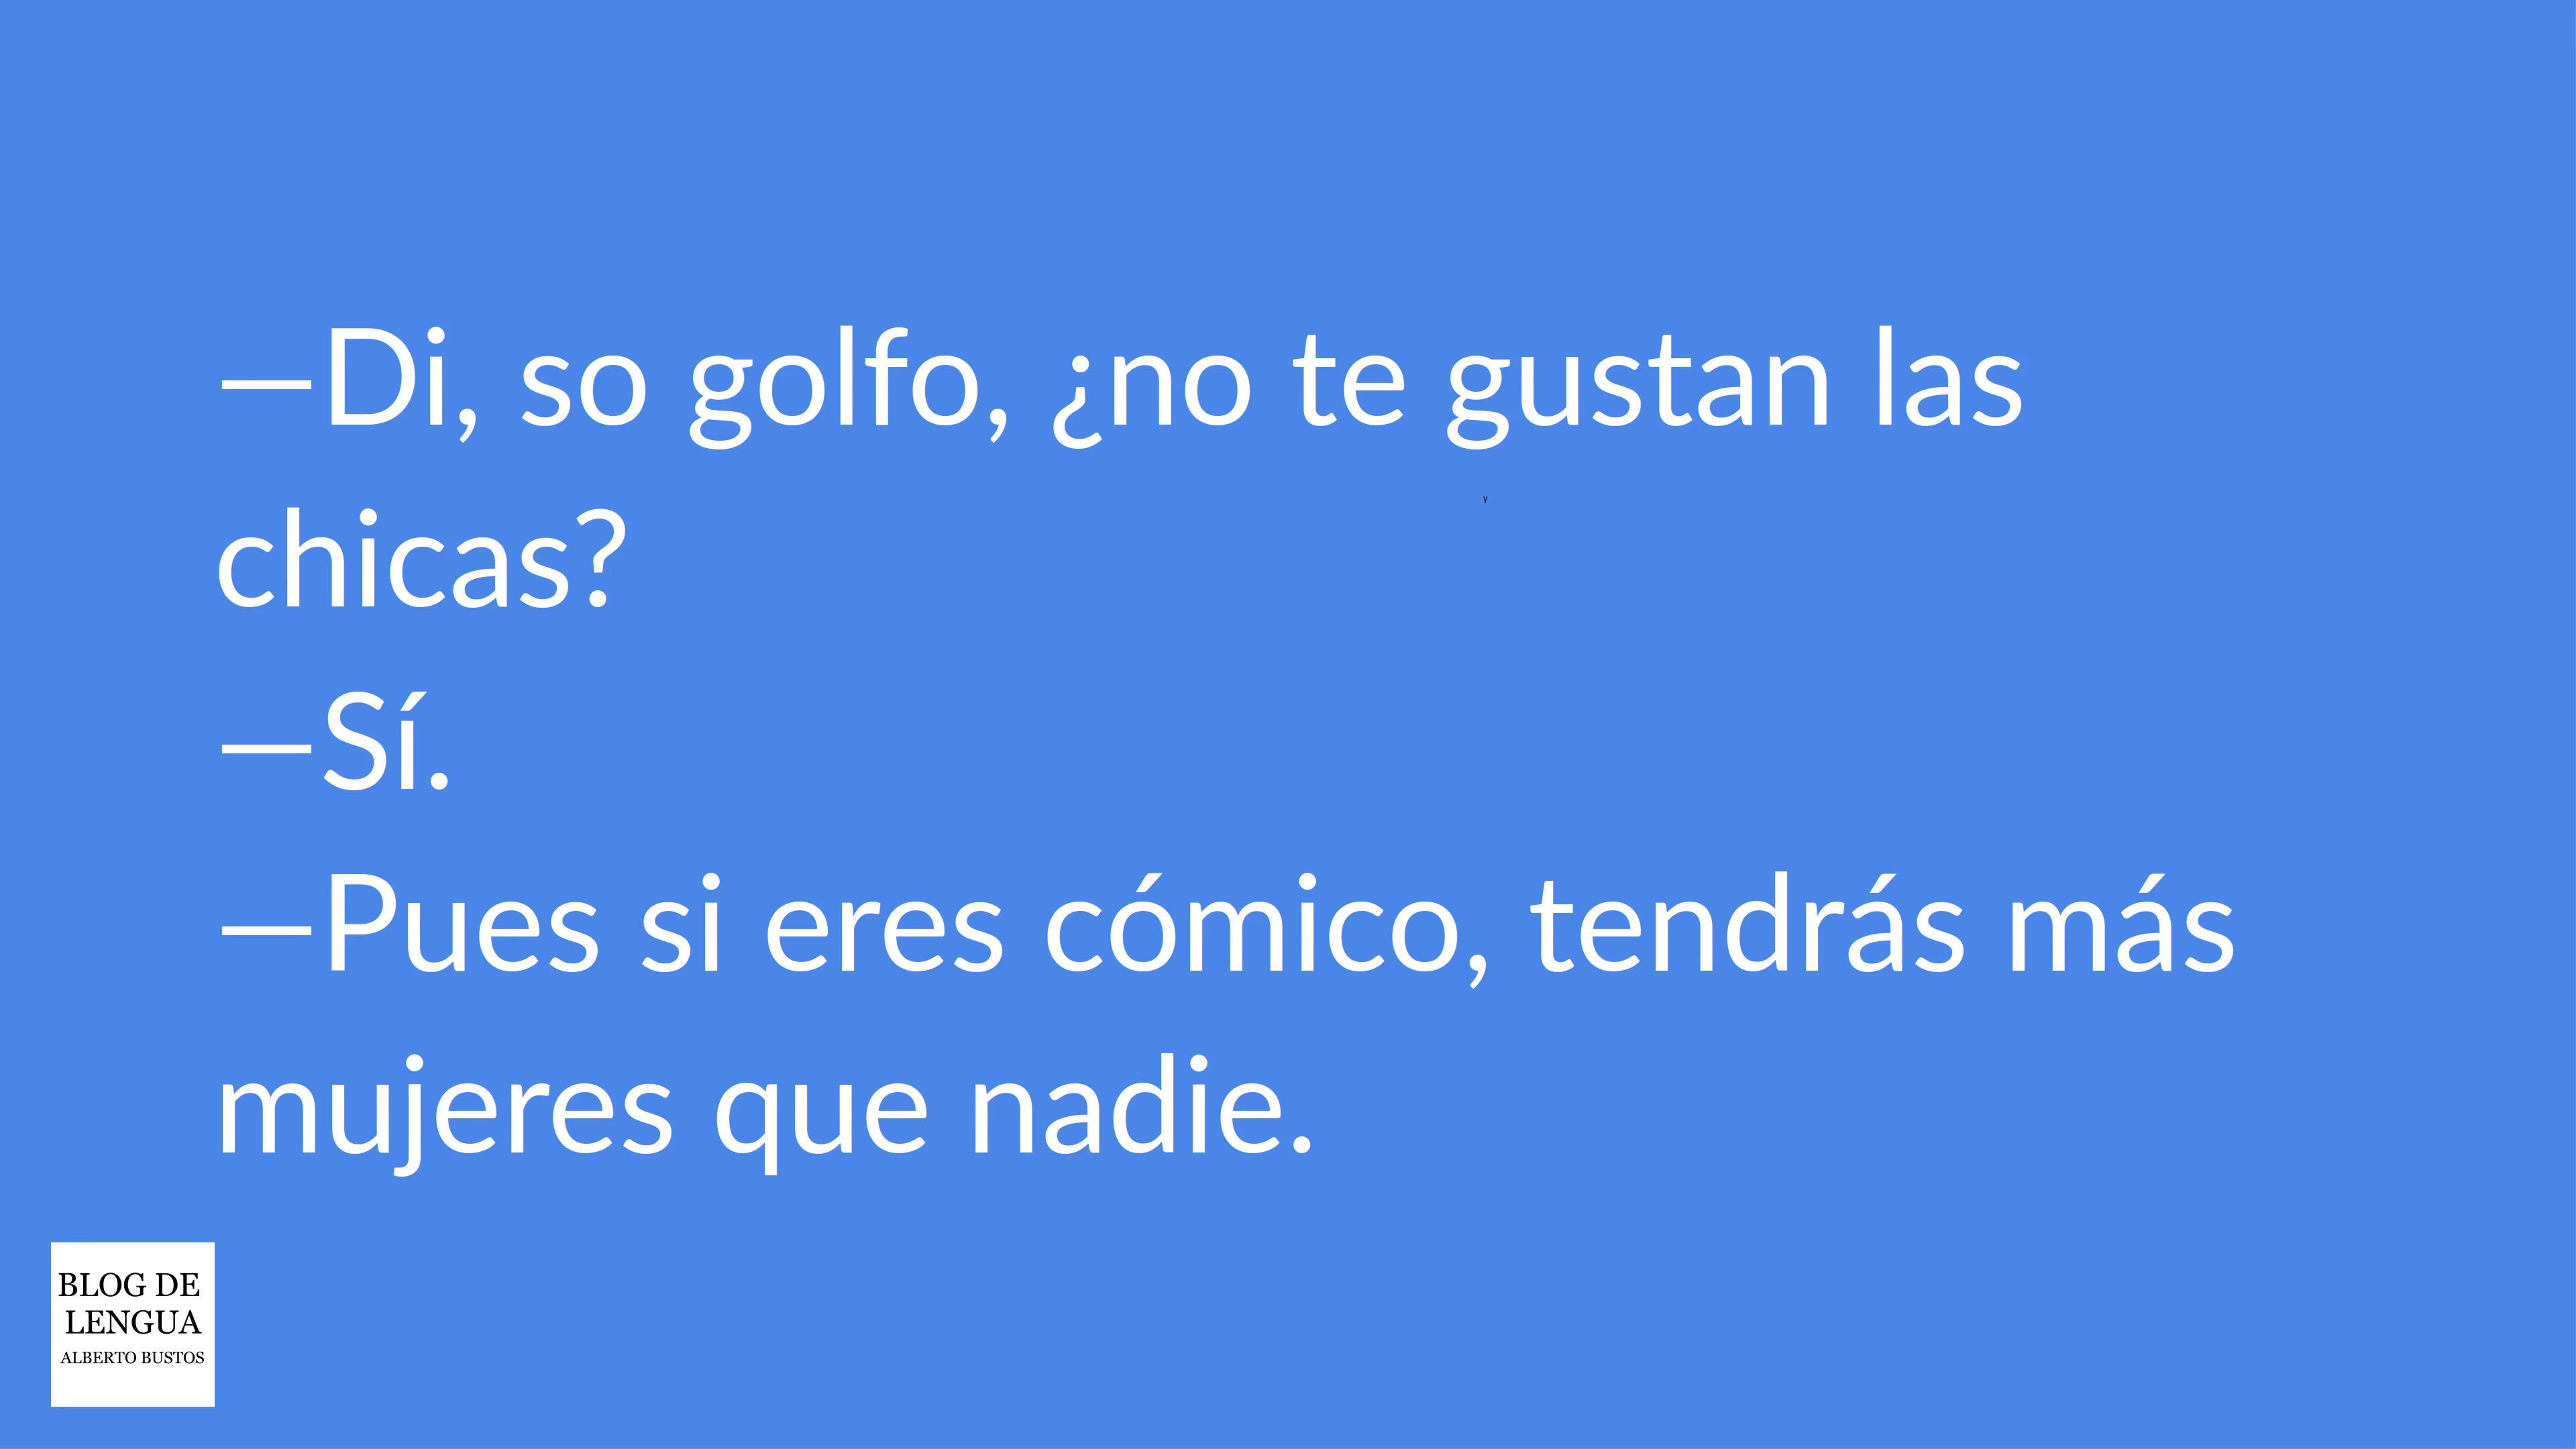 —Di, so golfo, ¿no te gustan las
Y
chicas?
—Sí.
—Pues si eres cómico, tendrás más
mujeres que nadie.
BLOG DE
LENGUA
ALBERTO BUSTOS